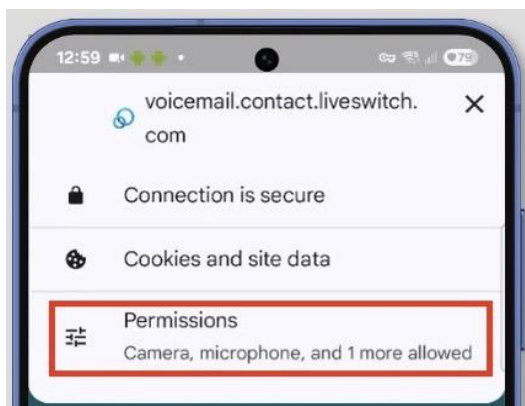 12:59
79
voicemail.contact.liveswitch.
com
Connection is secure
Cookies and site data
Permissions
Camera, microphone, and 1 more allowed